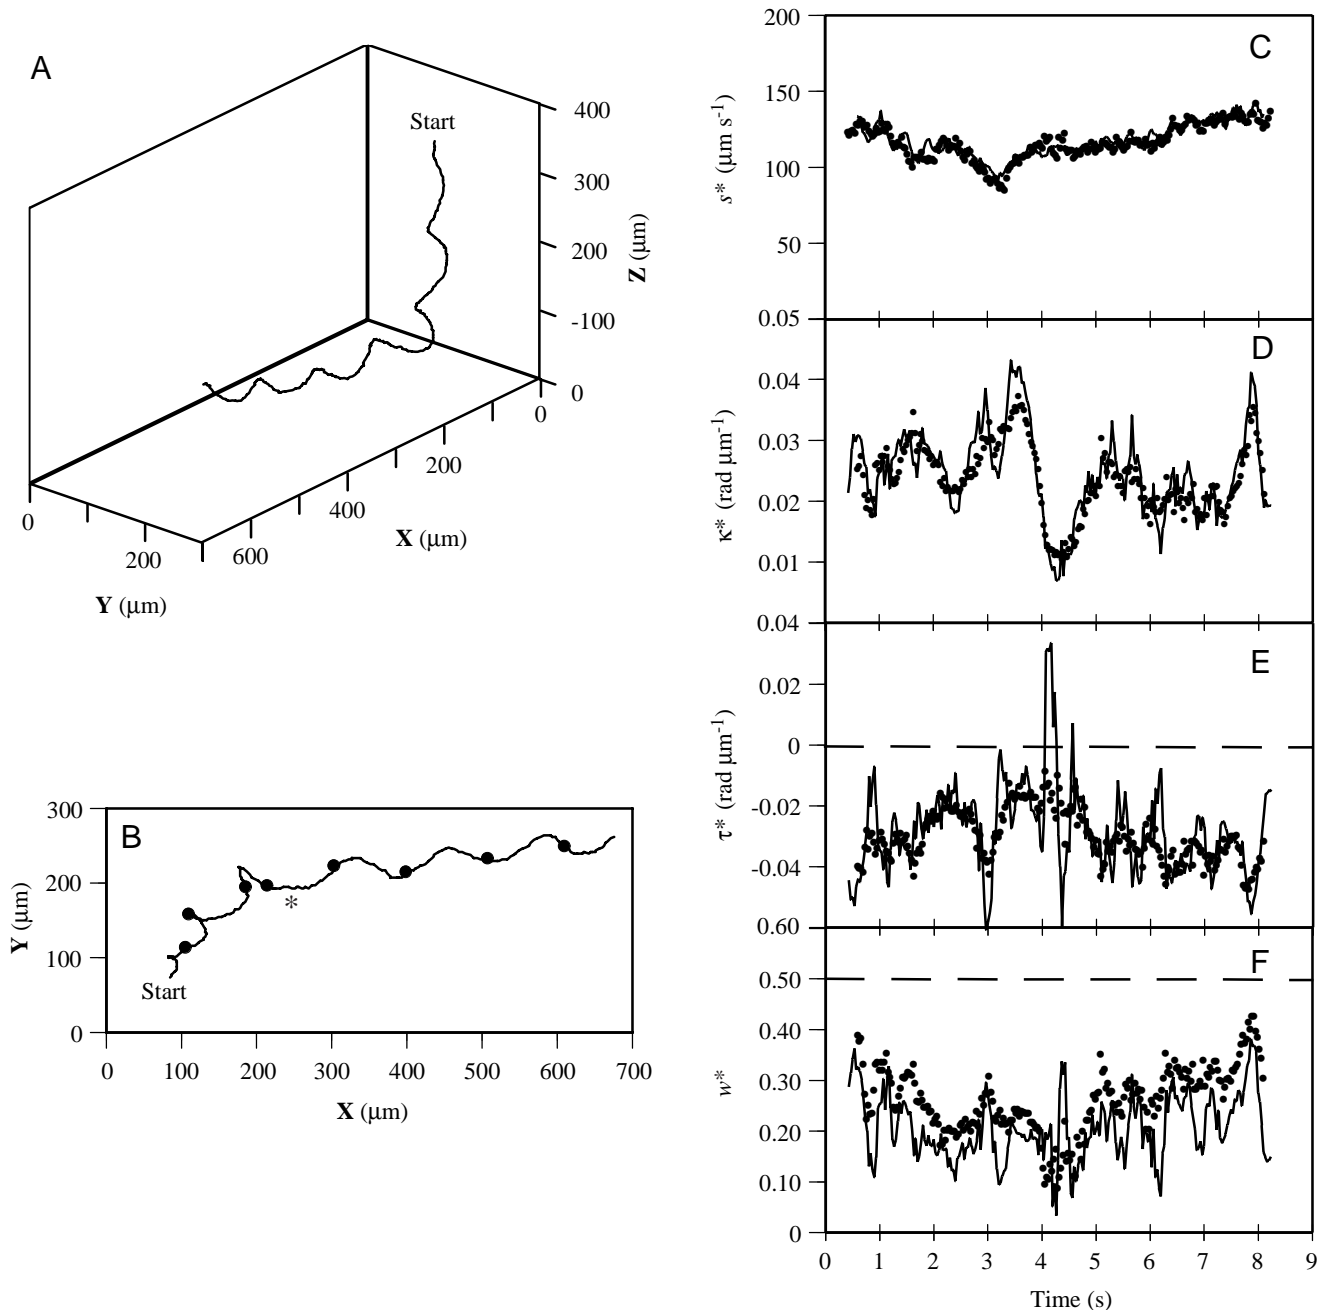 A
Start
400
300
200
-100
0
Z (μm)
0
200
400
600
X (μm)
0
200
Y (μm)
B
300
200
100
0
Y (μm)
Start
*
0 100 200 300 400 500 600 700
X (μm)
C
200
150
100
50
0.05
s* (μm s-1)
D
0.04
0.03
0.02
0.01
0.04
κ* (rad μm-1)
E
0.02
0
-0.02
-0.04
0.60
τ* (rad μm-1)
F
0.50
0.40
0.30
0.20
0.10
0
w*
0 1 2 3 4 5 6 7 8 9
Time (s)